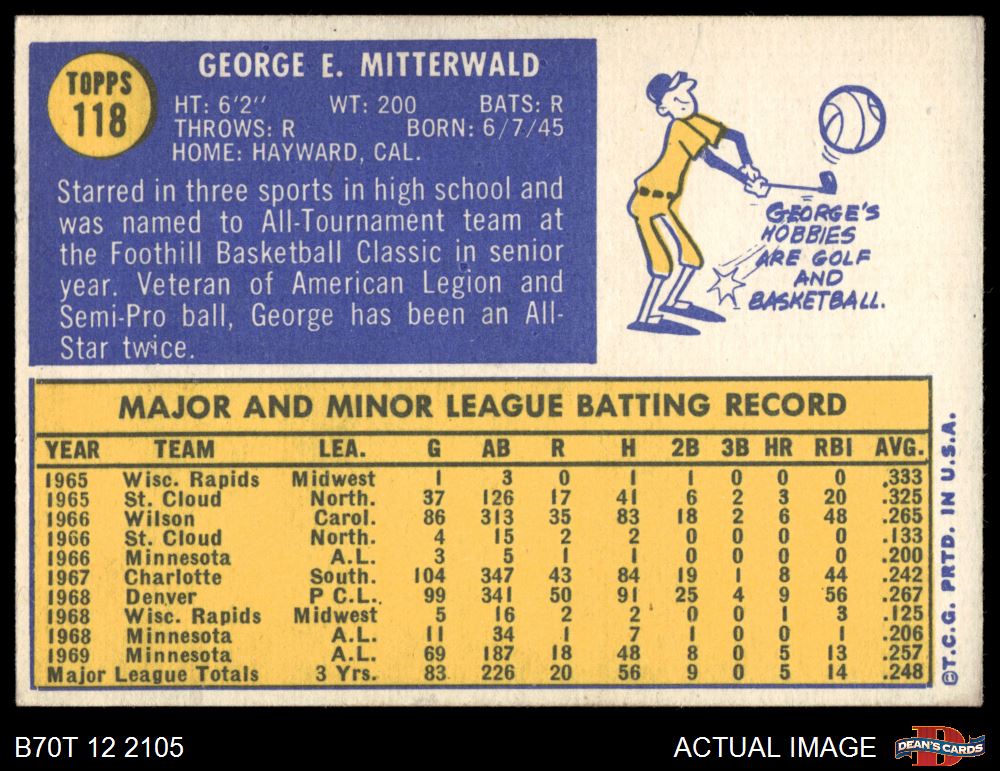 TOPPS
118
GEORGE E. MITTERWALD
HT: 6'2" WT: 200 BATS: R
THROWS: R BORN: 6/7/45
HOME: HAYWARD, CAL.
Starred in three sports in high school and
was named to All-Tournament team at
the Foothill Basketball Classic in senior
year. Veteran of American Legion and
Semi-Pro ball, George has been an All-
Star twice.
GEORGE'S
HOBBIES
ARE GOLF
AND
BASKETBALL.
MAJOR AND MINOR LEAGUE BATTING RECORD
YEAR TEAM LEA. G AB R H 2B 3B HR RBI AVG.
1965 Wisc. Rapids Midwest 1 3 0 1 1 0 0 0 .333
1965 St. Cloud North. 37 126 17 41 6 2 3 20 .325
1966 Wilson Carol. 86 313 35 83 18 2 6 48 .265
1966 St. Cloud North. 4 15 2 2 0 0 0 0 .133
1966 Minnesota A.L. 3 5 1 1 0 0 0 0 .200
1967 Charlotte South. 104 347 43 84 19 1 8 44 .242
1968 Denver P C.L. 99 341 50 91 25 4 9 56 .267
1968 Wisc. Rapids Midwest 5 16 2 2 0 0 1 3 .125
1968 Minnesota A.L. 11 34 1 7 1 0 0 1 .206
1969 Minnesota A.L. 69 187 18 48 8 0 5 13 .257
Major League Totals 3 Yrs. 83 226 20 56 9 0 5 14 .248
©T.C.G. PRTD. IN U.S.A.
B70T 12 2105
ACTUAL IMAGE
D
DEAN'S CARDS